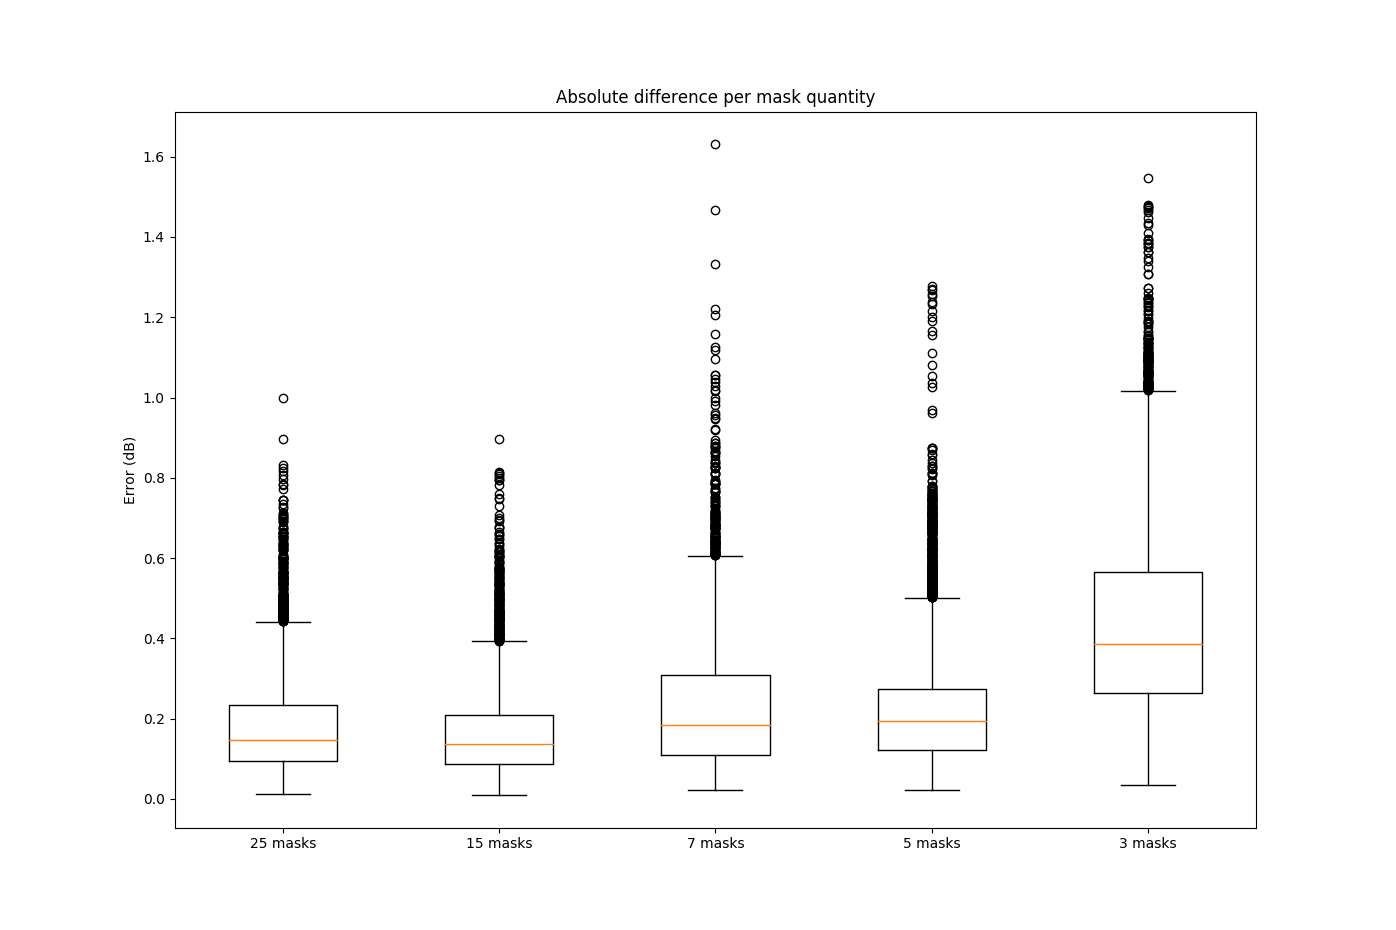 Absolute difference per mask quantity
1.6
1.4
1.2
1.0
0.8
0.6
0.4
0.2
0.0
Error (dB)
25 masks
15 masks
7 masks
5 masks
3 masks